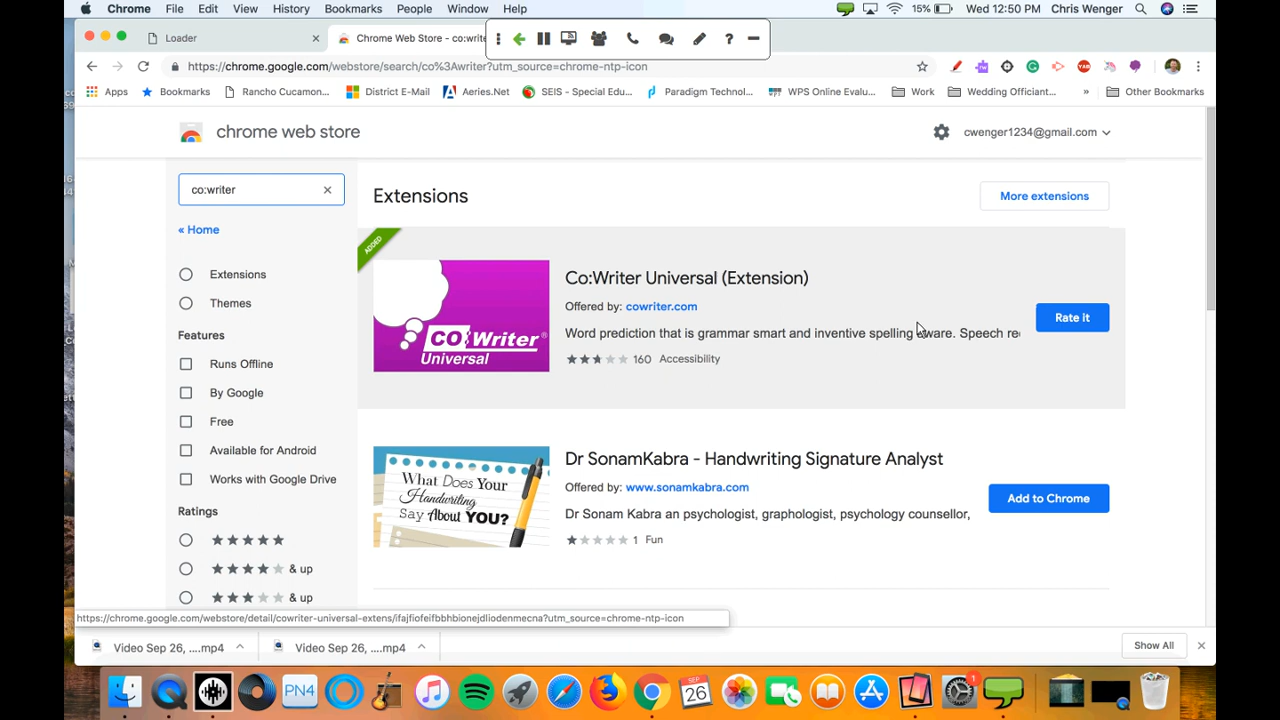 Chrome File Edit View History Bookmarks People Window Help 15% Wed 12:50 PM Chris Wenger
Loader Chrome Web Store - co:write
https://chrome.google.com/webstore/search/co%3Awriter?utm_source=chrome-ntp-icon
Apps Bookmarks Rancho Cucamon... District E-Mail Aeries.Net SEIS - Special Edu... Paradigm Technol... WPS Online Evalu... Work Wedding Officiant... » Other Bookmarks
chrome web store cwenger1234@gmail.com
co:writer
« Home
Extensions
Themes
Features
Runs Offline
By Google
Free
Available for Android
Works with Google Drive
Ratings
& up
& up
Extensions More extensions
ADDED
CO:Writer®
Universal
Co:Writer Universal (Extension)
Offered by: cowriter.com
Word prediction that is grammar smart and inventive spelling aware. Speech re
160 Accessibility
Rate it
What Does Your
Handwriting
Say About YOU?
Dr SonamKabra - Handwriting Signature Analyst
Offered by: www.sonamkabra.com
Dr Sonam Kabra an psychologist, graphologist, psychology counsellor,
1 Fun
Add to Chrome
https://chrome.google.com/webstore/detail/cowriter-universal-extens/ifajfiofeifbbhbionejdliodenmecna?utm_source=chrome-ntp-icon
Video Sep 26, ....mp4 Video Sep 26, ....mp4 Show All
PN4
SEP
26
1